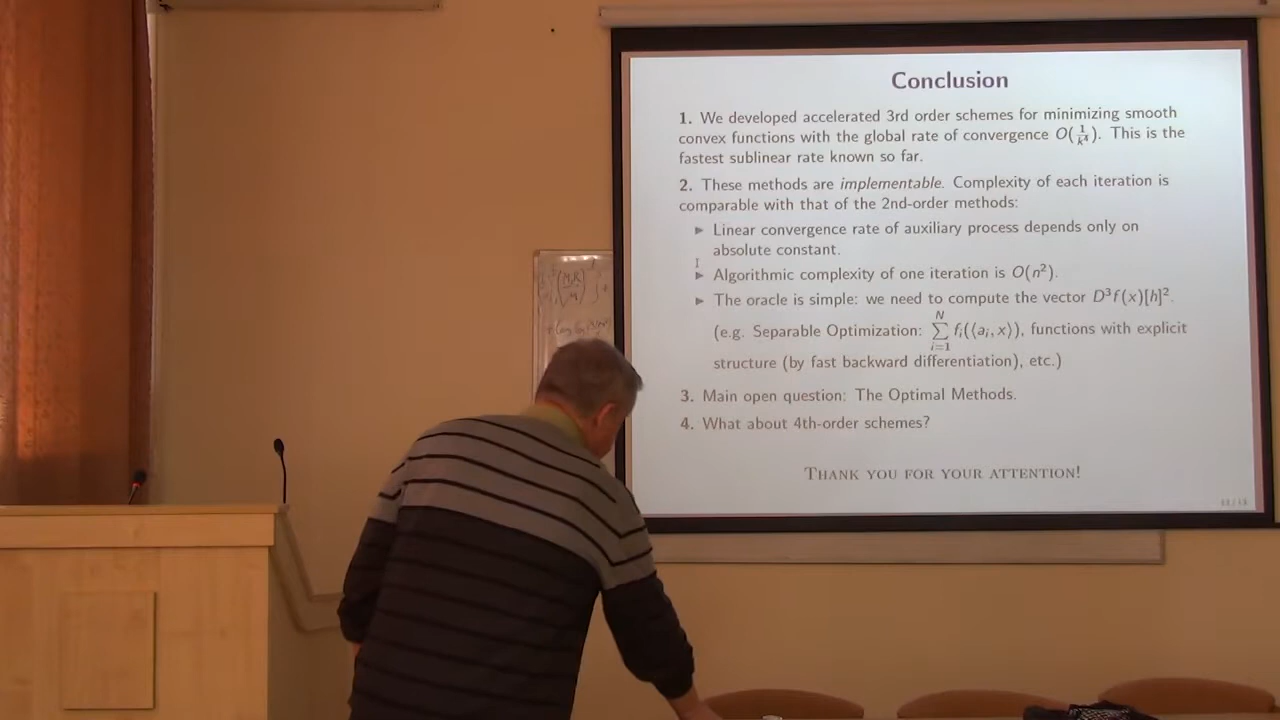 Conclusion
1. We developed accelerated 3rd order schemes for minimizing smooth
convex functions with the global rate of convergence O(1/k⁴). This is the
fastest sublinear rate known so far.
2. These methods are implementable. Complexity of each iteration is
comparable with that of the 2nd-order methods:
▶ Linear convergence rate of auxiliary process depends only on
absolute constant.
▶ Algorithmic complexity of one iteration is O(n²).
▶ The oracle is simple: we need to compute the vector D³f(x)[h]².
(e.g. Separable Optimization: ∑_{i=1}^{N} f_i(⟨a_i, x⟩), functions with explicit
structure (by fast backward differentiation), etc.)
3. Main open question: The Optimal Methods.
4. What about 4th-order schemes?
THANK YOU FOR YOUR ATTENTION!